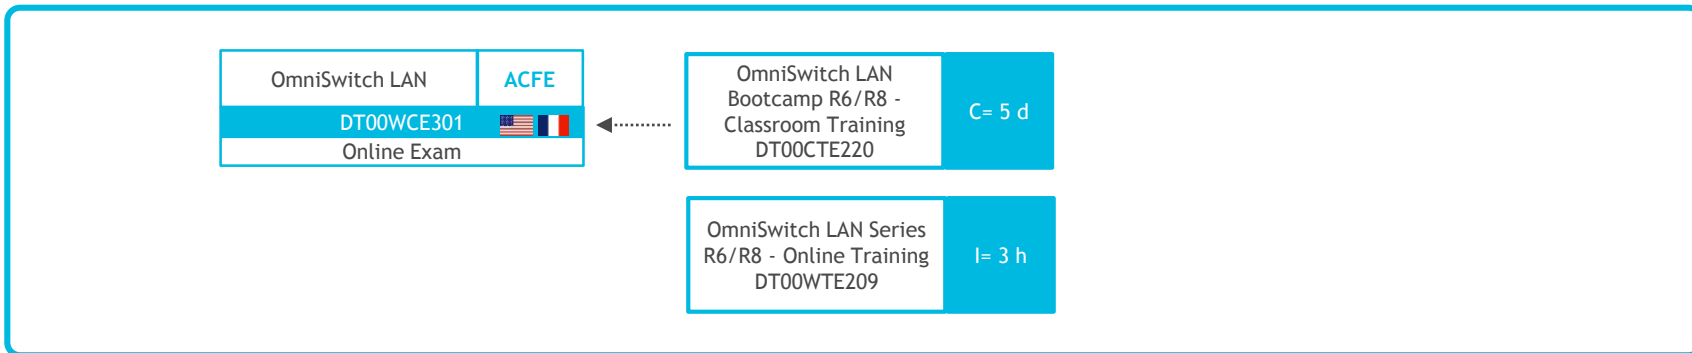 OmniSwitch LAN
ACFE
DT00WCE301
Online Exam
OmniSwitch LAN
Bootcamp R6/R8 -
Classroom Training
DT00CTE220
C= 5 d
OmniSwitch LAN Series
R6/R8 - Online Training
DT00WTE209
I= 3 h